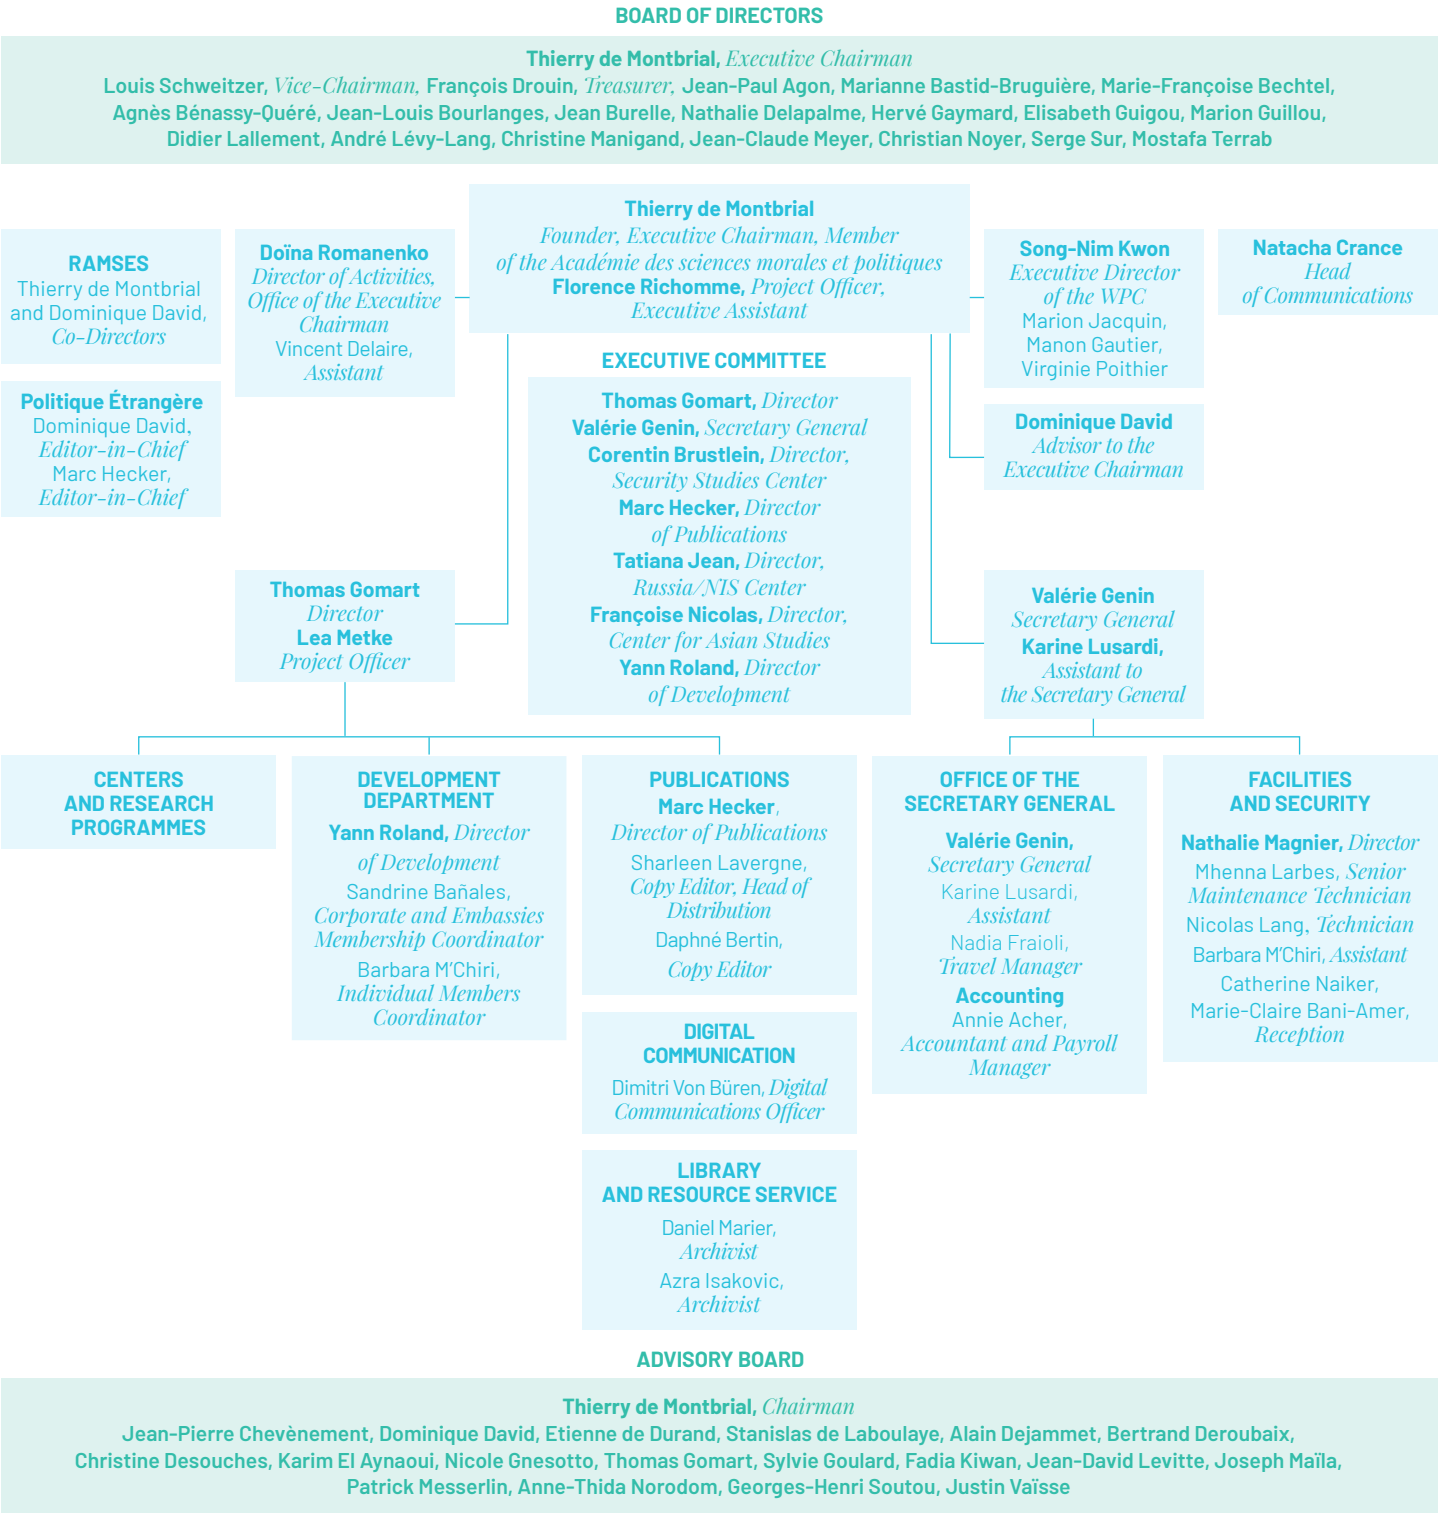 BOARD OF DIRECTORS
Thierry de Montbrial, Executive Chairman
Louis Schweitzer, Vice-Chairman, François Drouin, Treasurer, Jean-Paul Agon, Marianne Bastid-Bruguière, Marie-Françoise Bechtel,
Agnès Bénassy-Quéré, Jean-Louis Bourlanges, Jean Burelle, Nathalie Delapalme, Hervé Gaymard, Elisabeth Guigou, Marion Guillou,
Didier Lallement, André Lévy-Lang, Christine Manigand, Jean-Claude Meyer, Christian Noyer, Serge Sur, Mostafa Terrab
RAMSES
Thierry de Montbrial
and Dominique David,
Co-Directors
Politique Étrangère
Dominique David,
Editor-in-Chief
Marc Hecker,
Editor-in-Chief
Doïna Romanenko
Director of Activities,
Office of the Executive
Chairman
Vincent Delaire,
Assistant
Thierry de Montbrial
Founder, Executive Chairman, Member
of the Académie des sciences morales et politiques
Florence Richomme, Project Officer,
Executive Assistant
Song-Nim Kwon
Executive Director
of the WPC
Marion Jacquin,
Manon Gautier,
Virginie Poithier
Natacha Crance
Head
of Communications
Dominique David
Advisor to the
Executive Chairman
EXECUTIVE COMMITTEE
Thomas Gomart, Director
Valérie Genin, Secretary General
Corentin Brustlein, Director,
Security Studies Center
Marc Hecker, Director
of Publications
Tatiana Jean, Director,
Russia/NIS Center
Françoise Nicolas, Director,
Center for Asian Studies
Yann Roland, Director
of Development
Thomas Gomart
Director
Lea Metke
Project Officer
Valérie Genin
Secretary General
Karine Lusardi,
Assistant to
the Secretary General
CENTERS
AND RESEARCH
PROGRAMMES
DEVELOPMENT
DEPARTMENT
Yann Roland, Director
of Development
Sandrine Bañales,
Corporate and Embassies
Membership Coordinator
Barbara M'Chiri,
Individual Members
Coordinator
PUBLICATIONS
Marc Hecker,
Director of Publications
Sharleen Lavergne,
Copy Editor, Head of
Distribution
Daphné Bertin,
Copy Editor
DIGITAL
COMMUNICATION
Dimitri Von Büren, Digital
Communications Officer
LIBRARY
AND RESOURCE SERVICE
Daniel Marier,
Archivist
Azra Isakovic,
Archivist
OFFICE OF THE
SECRETARY GENERAL
Valérie Genin,
Secretary General
Karine Lusardi,
Assistant
Nadia Fraioli,
Travel Manager
Accounting
Annie Acher,
Accountant and Payroll
Manager
FACILITIES
AND SECURITY
Nathalie Magnier, Director
Mhenna Larbes, Senior
Maintenance Technician
Nicolas Lang, Technician
Barbara M'Chiri, Assistant
Catherine Naiker,
Marie-Claire Bani-Amer,
Reception
ADVISORY BOARD
Thierry de Montbrial, Chairman
Jean-Pierre Chevènement, Dominique David, Etienne de Durand, Stanislas de Laboulaye, Alain Dejammet, Bertrand Deroubaix,
Christine Desouches, Karim El Aynaoui, Nicole Gnesotto, Thomas Gomart, Sylvie Goulard, Fadia Kiwan, Jean-David Levitte, Joseph Maïla,
Patrick Messerlin, Anne-Thida Norodom, Georges-Henri Soutou, Justin Vaïsse